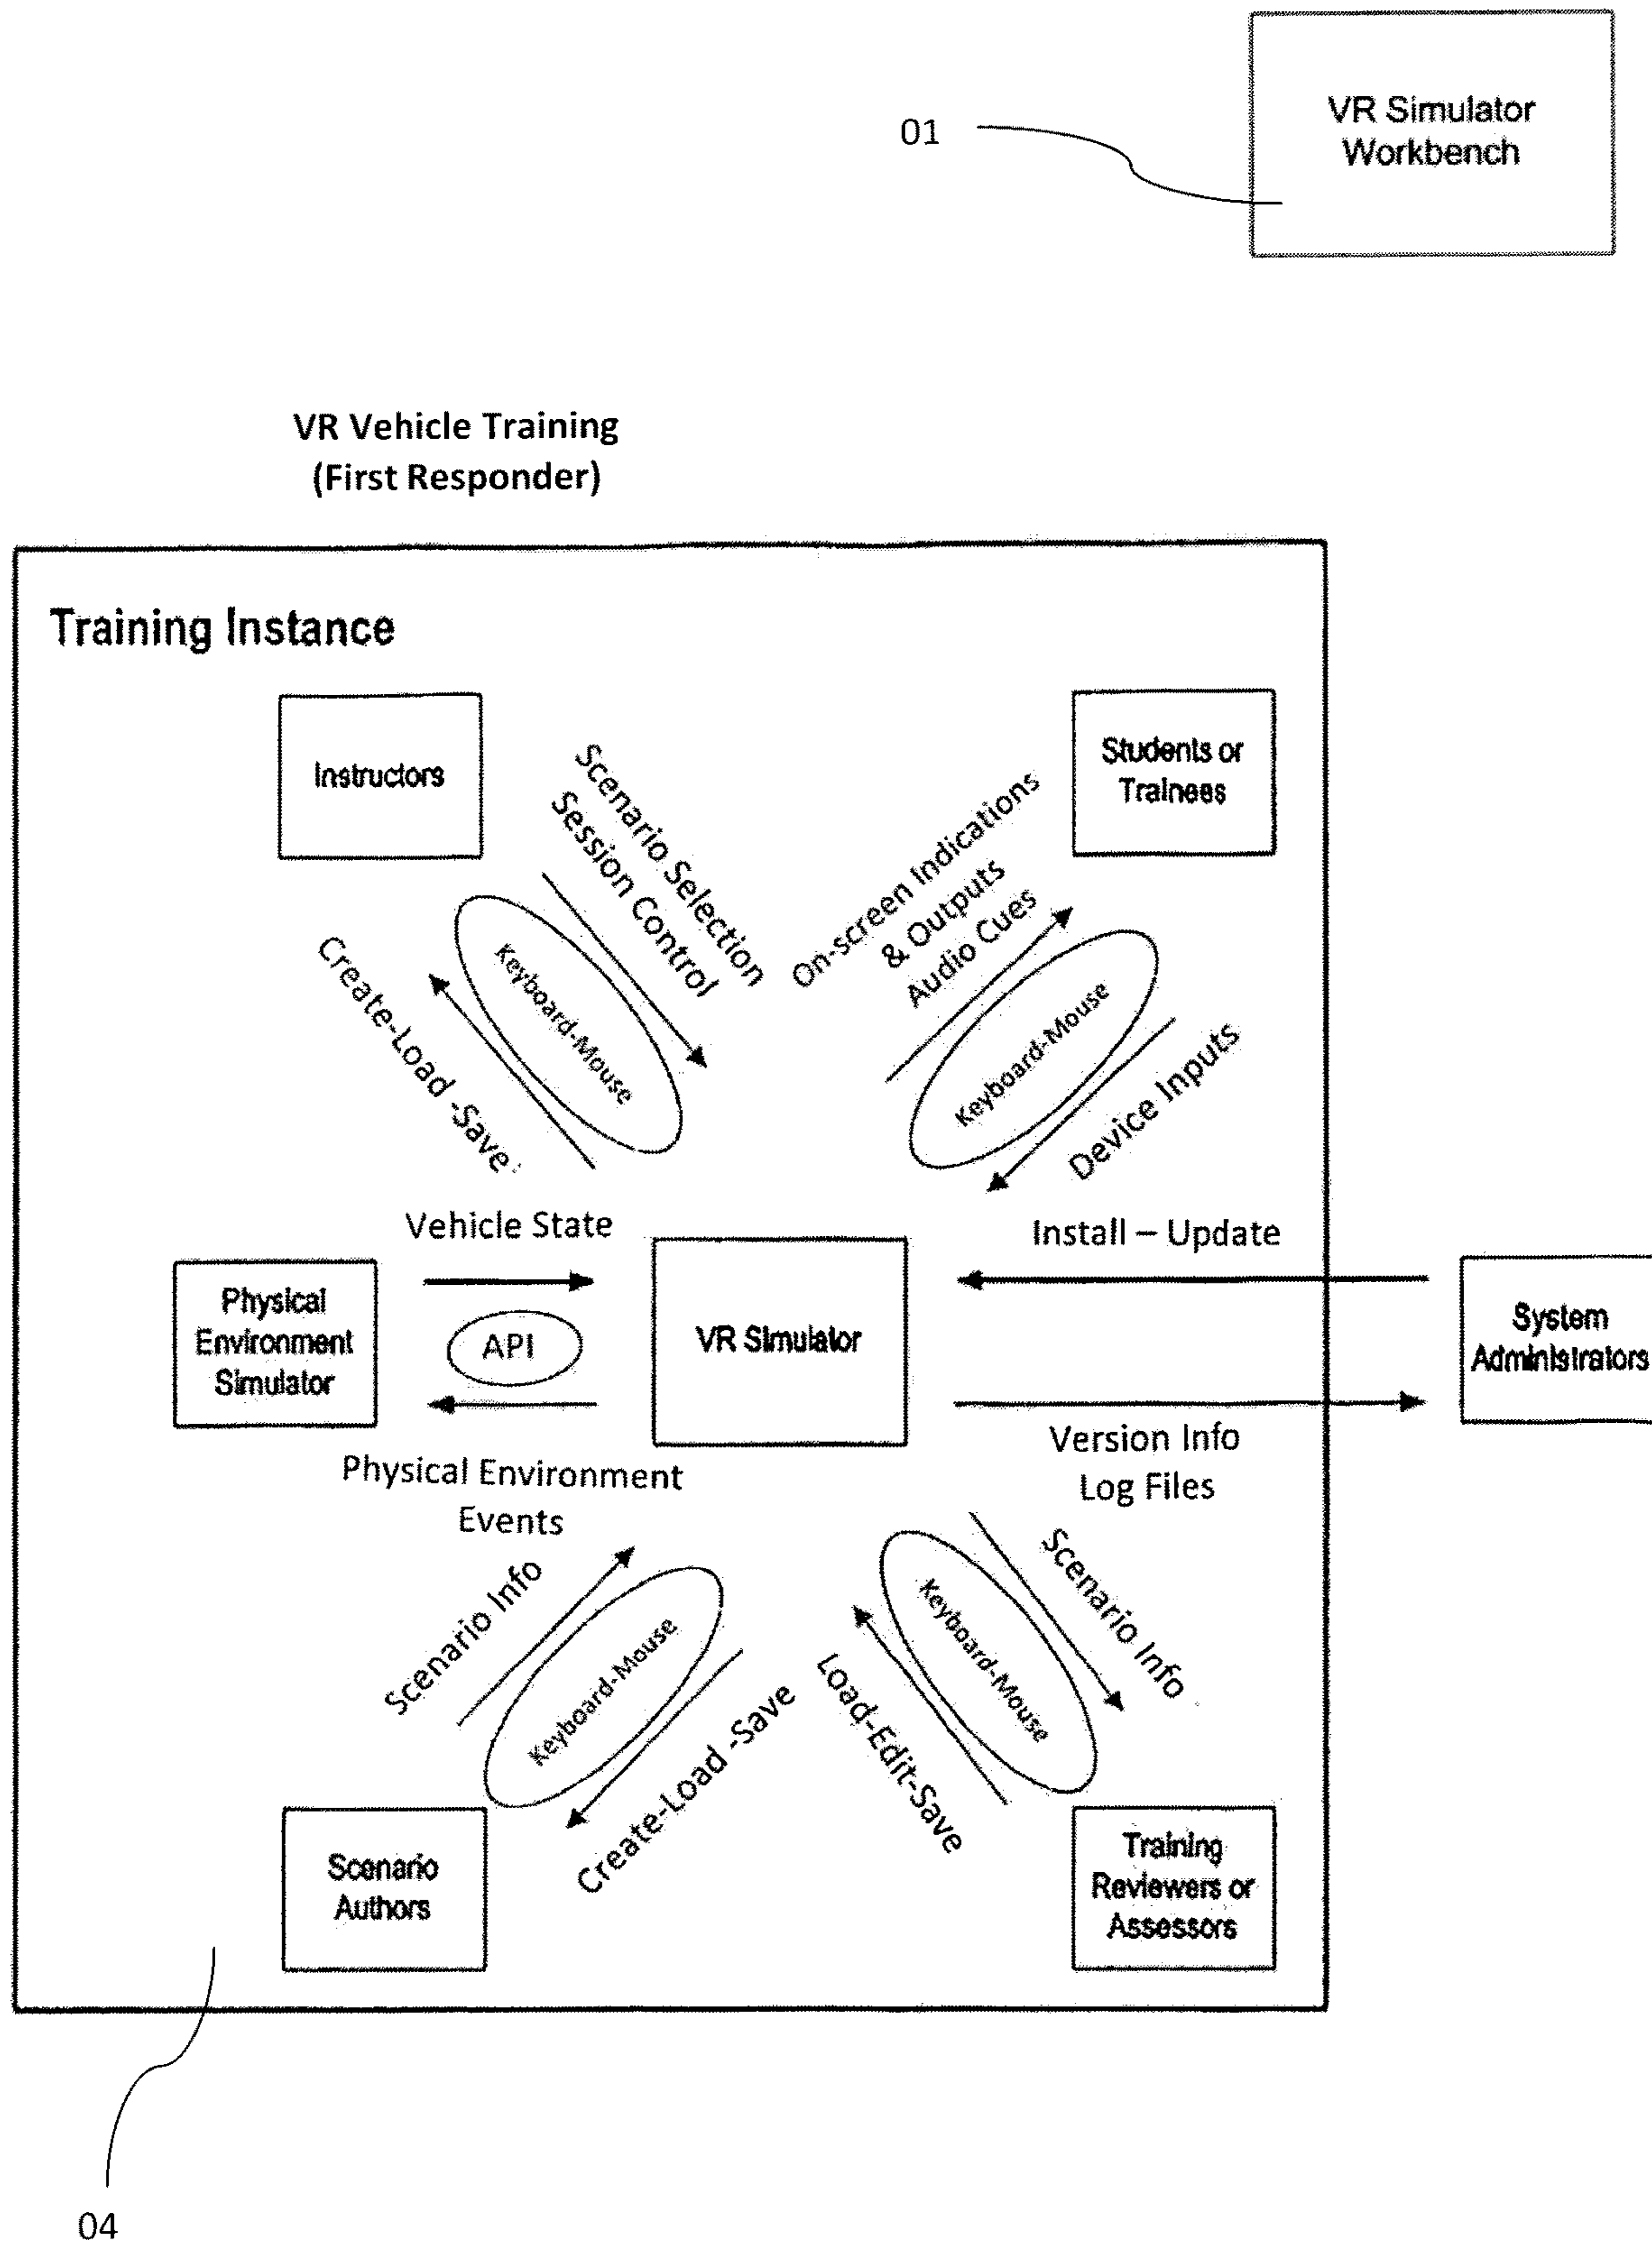 VR Simulator
Workbench
01
VR Vehicle Training
(First Responder)
Training Instance
Instructors
Students or
Trainees
Scenario Selection
Session Control
Keyboard-Mouse
Create-Load -Save
On-screen Indications
& Outputs
Audio Cues
Keyboard-Mouse
Device Inputs
Vehicle State
Install – Update
Physical
Environment
Simulator
API
VR Simulator
System
Administrators
Physical Environment
Events
Version Info
Log Files
Scenario Info
Keyboard-Mouse
Create-Load -Save
Scenario Info
Keyboard-Mouse
Load-Edit-Save
Scenario
Authors
Training
Reviewers or
Assessors
04